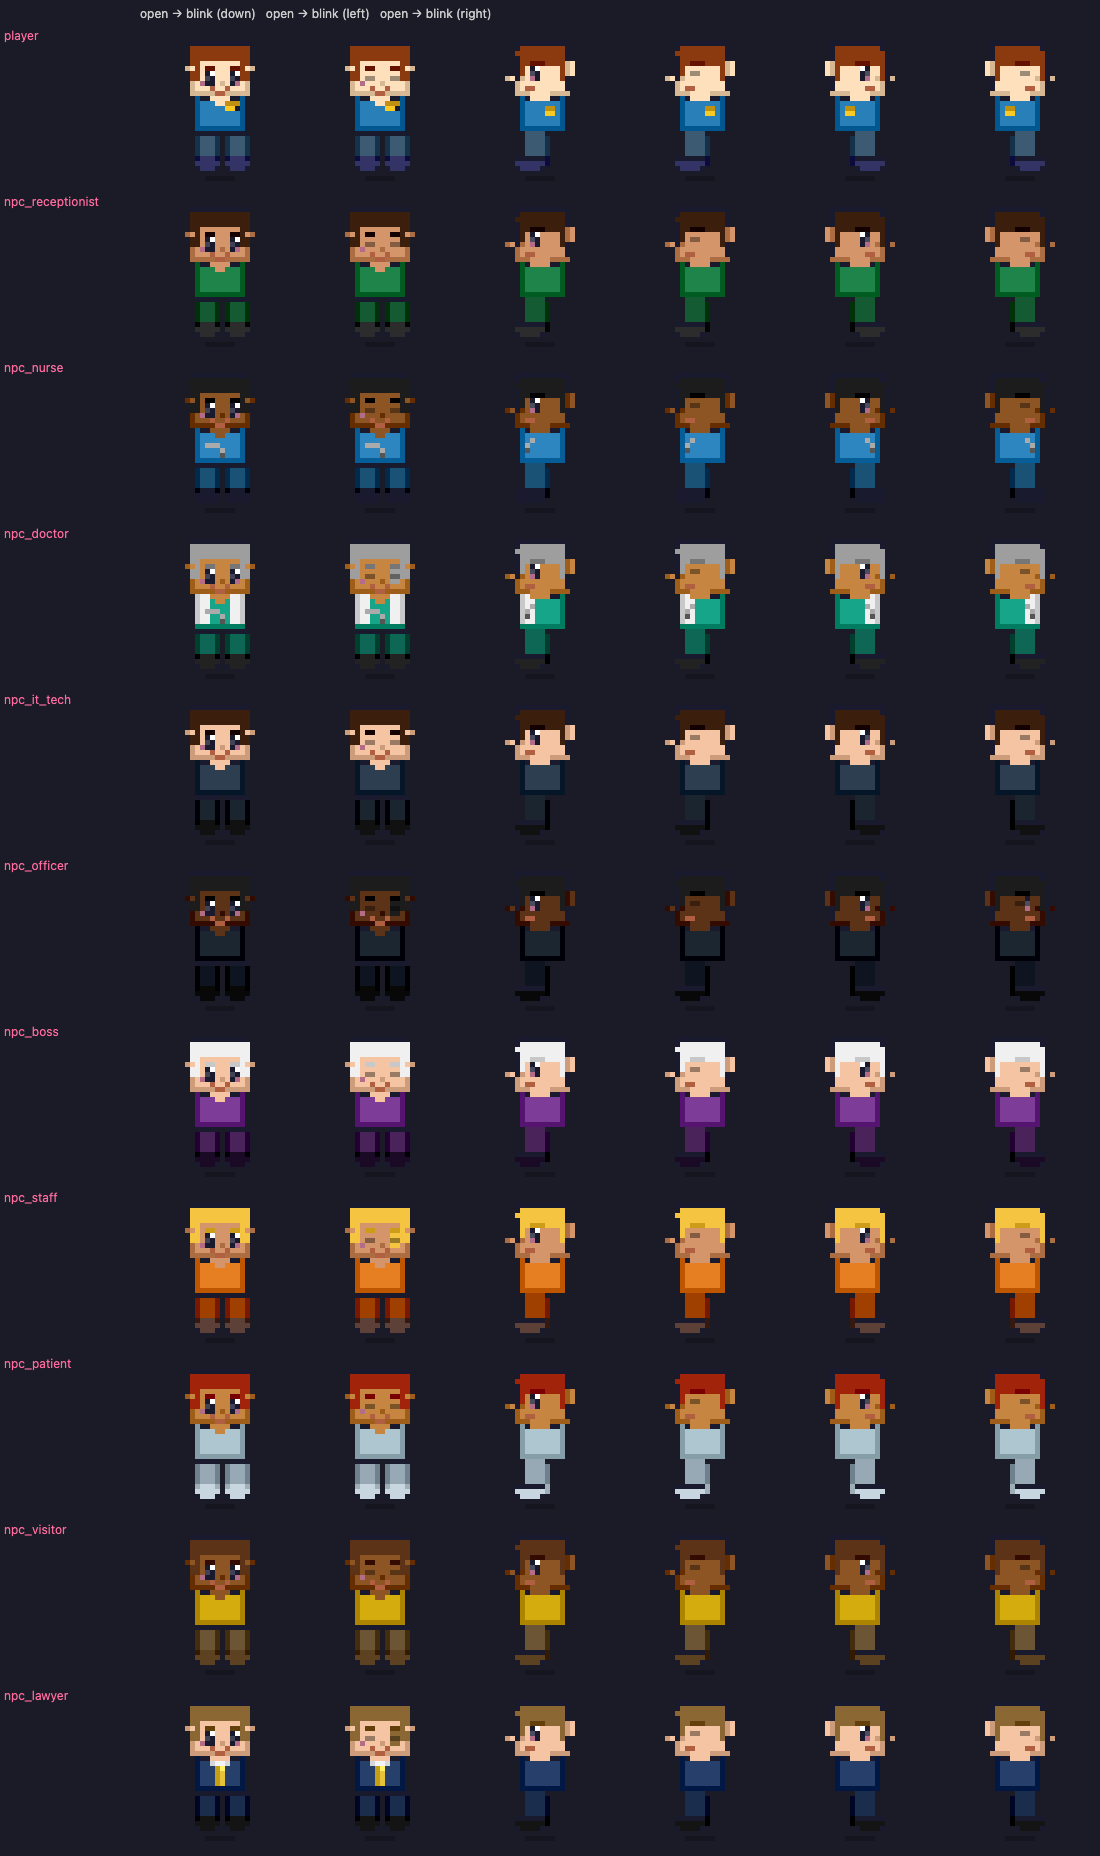 open → blink (down) open → blink (left) open → blink (right)
player
npc_receptionist
npc_nurse
npc_doctor
npc_it_tech
npc_officer
npc_boss
npc_staff
npc_patient
npc_visitor
npc_lawyer